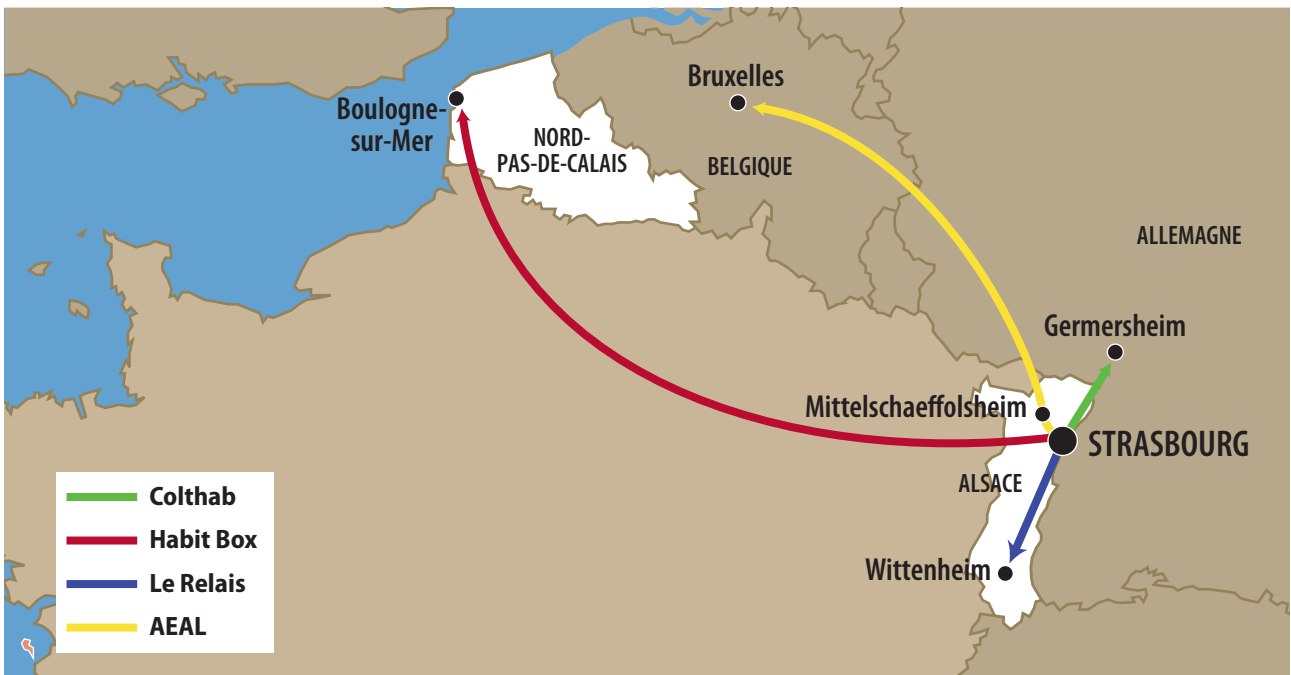 Bruxelles
Boulogne-
sur-Mer
NORD-
PAS-DE-CALAIS
BELGIQUE
ALLEMAGNE
Germersheim
Mittelschaeffolsheim
STRASBOURG
ALSACE
Wittenheim
Colthab
Habit Box
Le Relais
AEAL